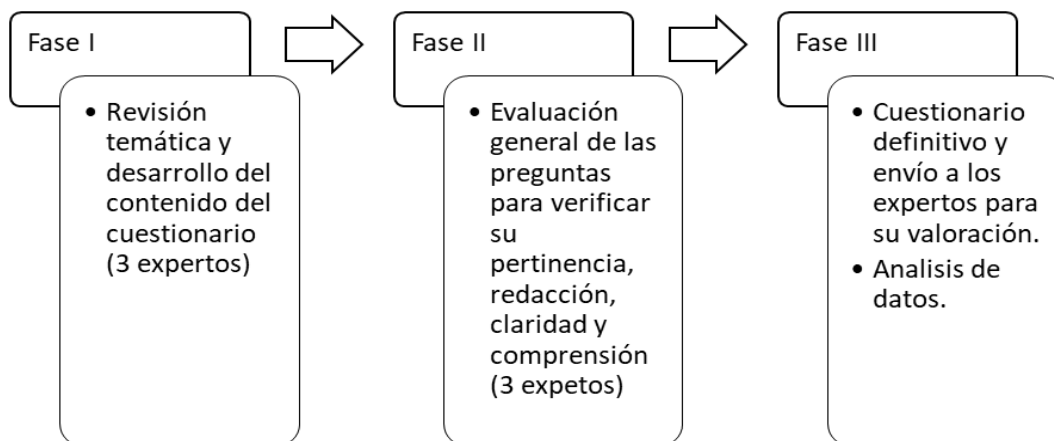 Fase I
• Revisión
temática y
desarrollo del
contenido del
cuestionario
(3 expertos)
Fase II
• Evaluación
general de las
preguntas
para verificar
su
pertinencia,
redacción,
claridad y
comprensión
(3 expetos)
Fase III
• Cuestionario
definitivo y
envío a los
expertos para
su valoración.
• Analisis de
datos.